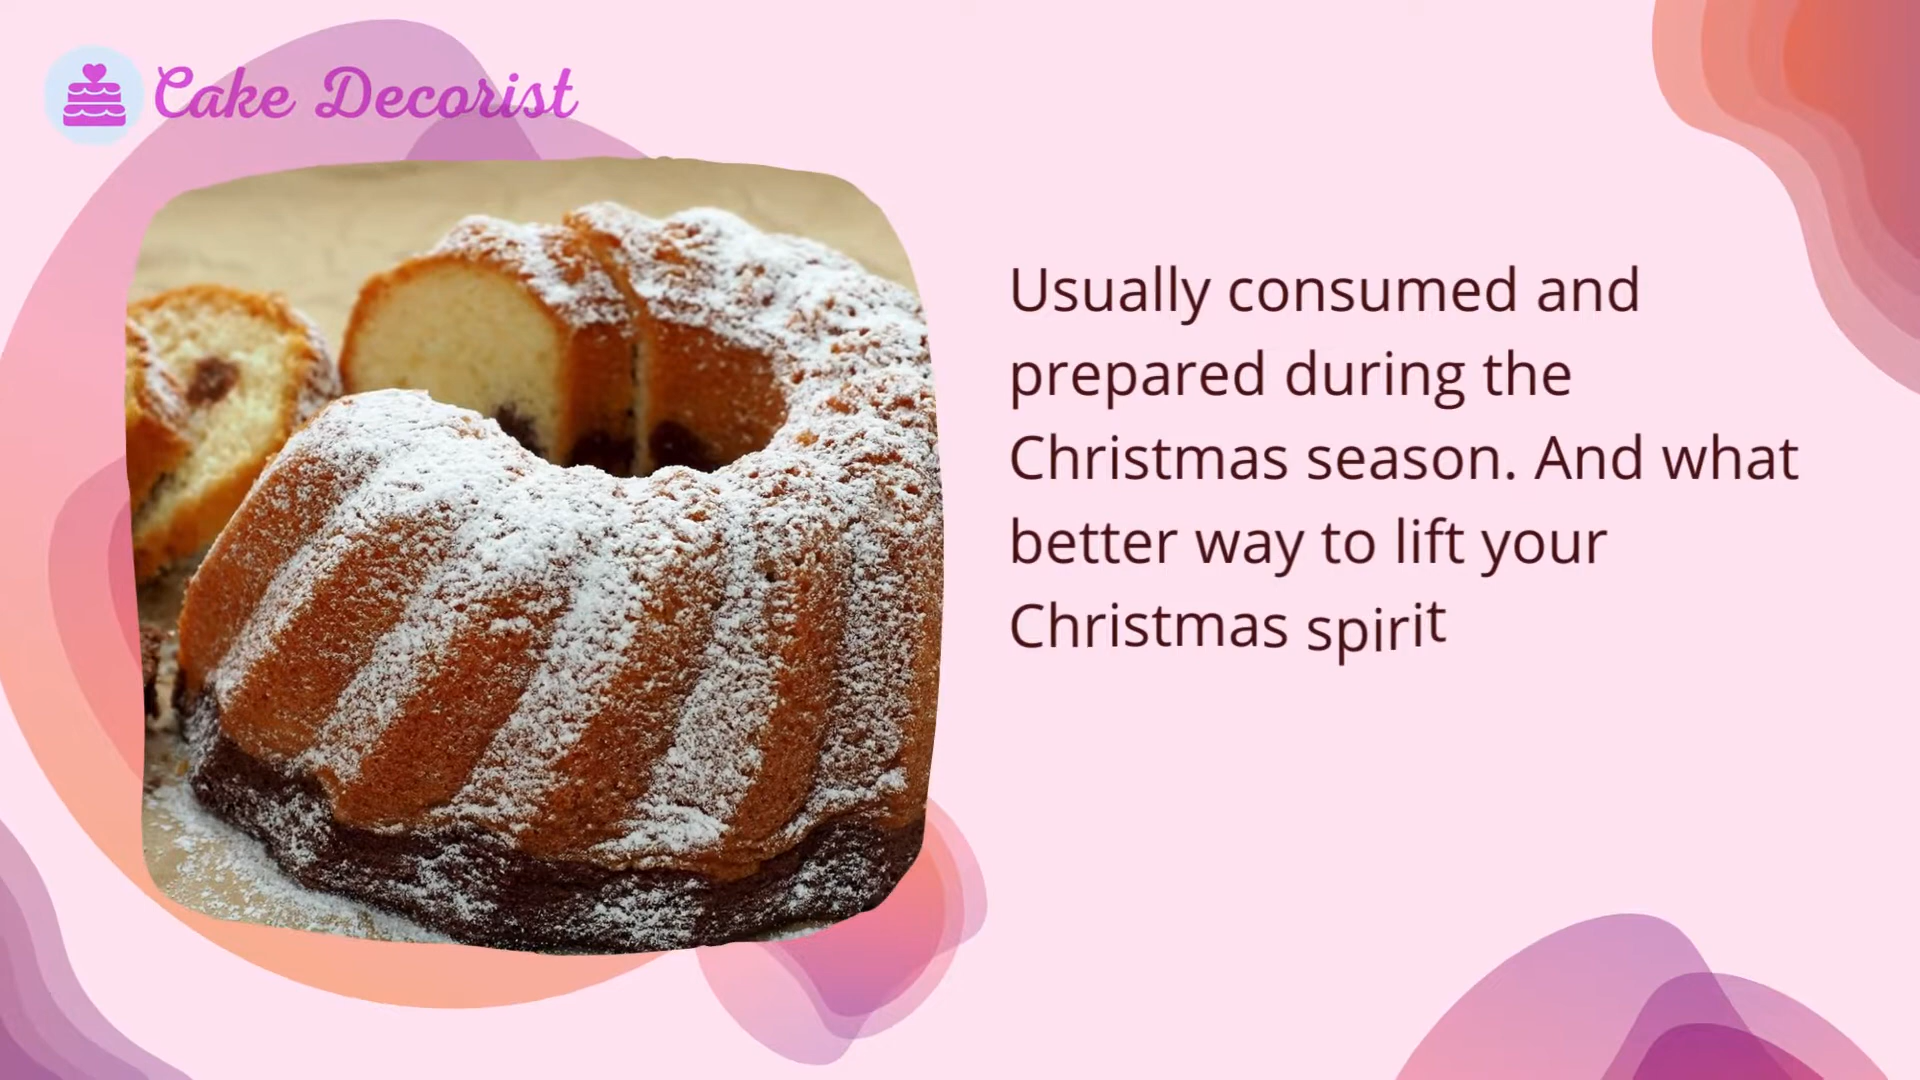 Cake Decorist
Usually consumed and
prepared during the
Christmas season. And what
better way to lift your
Christmas spirit